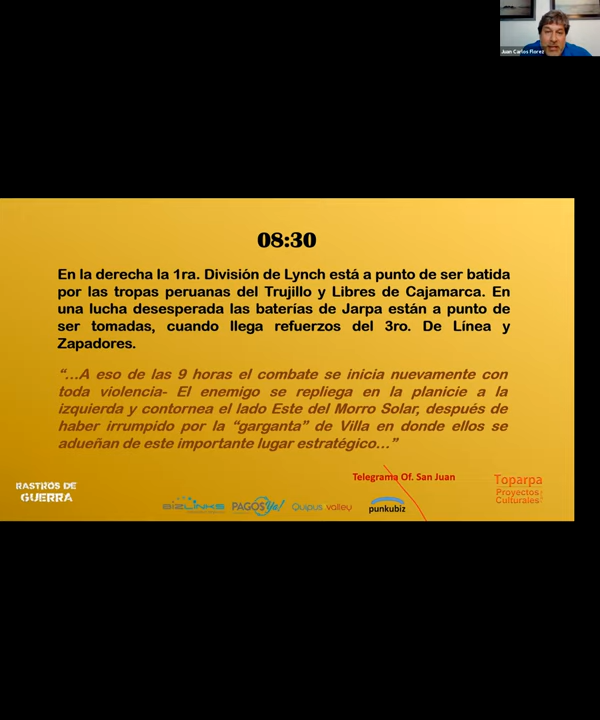 Juan Carlos Florez
08:30
En la derecha la 1ra. División de Lynch está a punto de ser batida
por las tropas peruanas del Trujillo y Libres de Cajamarca. En
una lucha desesperada las baterías de Jarpa están a punto de
ser tomadas, cuando llega refuerzos del 3ro. De Línea y
Zapadores.
“…A eso de las 9 horas el combate se inicia nuevamente con
toda violencia- El enemigo se repliega en la planicie a la
izquierda y contornea el lado Este del Morro Solar, después de
haber irrumpido por la “garganta” de Villa en donde ellos se
adueñan de este importante lugar estratégico…”
Telegrama Of. San Juan
RASTROS DE
GUERRA
BIZLINKS
PAGOS Ya!
Quipus valley
punkubiz
Toparpa
Proyectos
Culturales